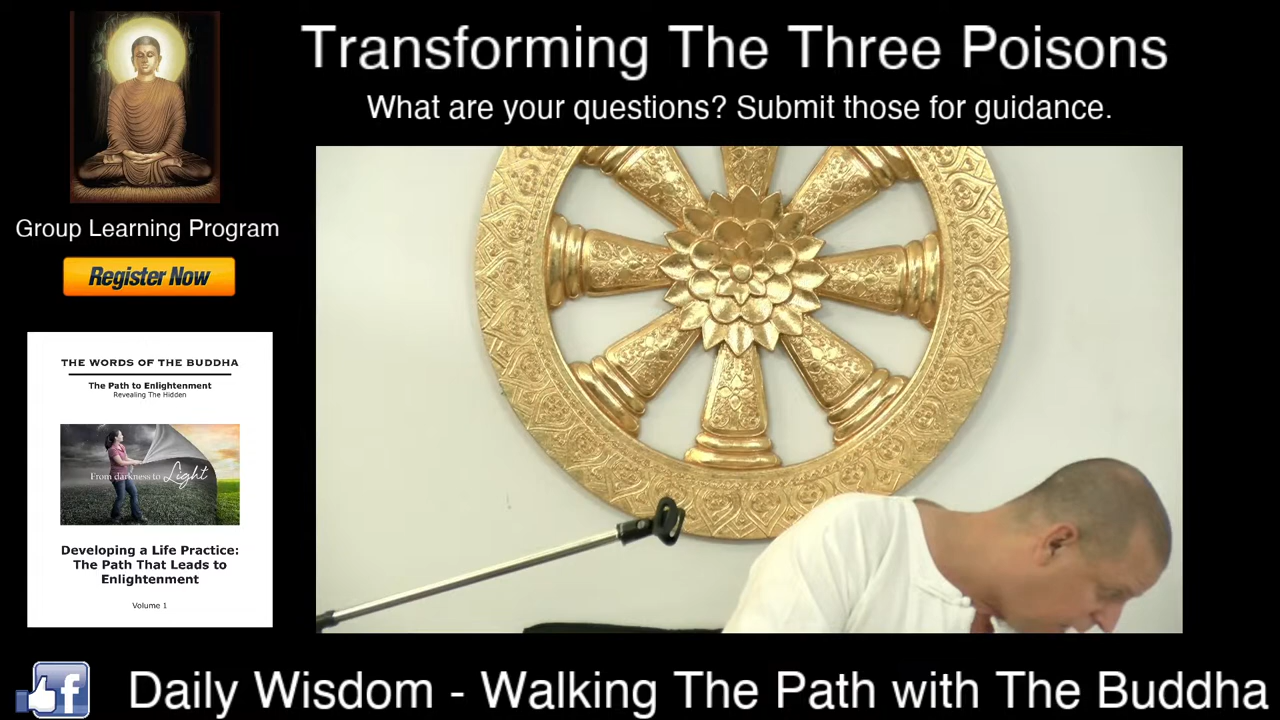 Transforming The Three Poisons
What are your questions? Submit those for guidance.
Group Learning Program
Register Now
THE WORDS OF THE BUDDHA
The Path to Enlightenment
Revealing The Hidden
From darkness to Light
Developing a Life Practice:
The Path That Leads to
Enlightenment
Volume 1
f
Daily Wisdom - Walking The Path with The Buddha